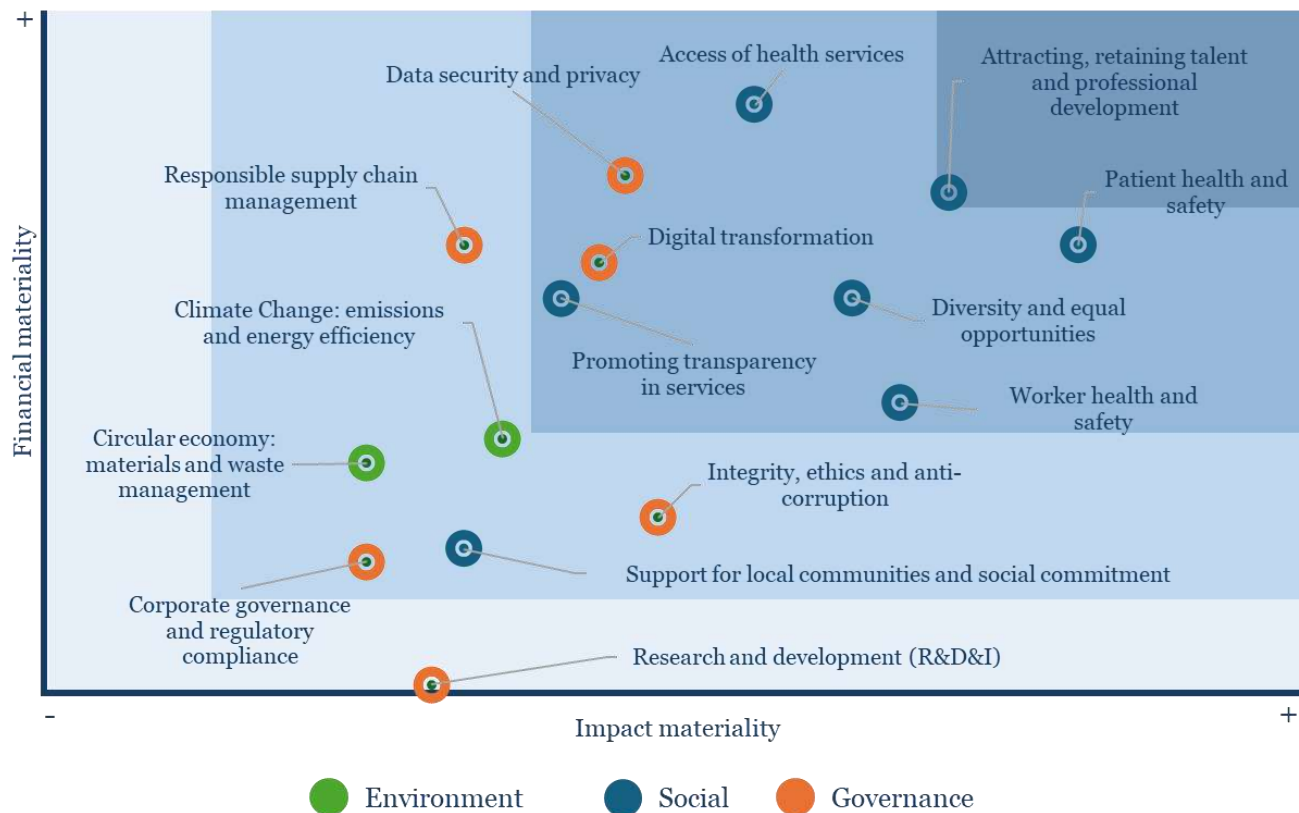 +
Access of health services
Attracting, retaining talent
and professional
development
Data security and privacy
Responsible supply chain
management
Patient health and
safety
Digital transformation
Climate Change: emissions
and energy efficiency
Diversity and equal
opportunities
Promoting transparency
in services
Worker health and
safety
Financial materiality
Circular economy:
materials and waste
management
Integrity, ethics and anti-
corruption
Support for local communities and social commitment
Corporate governance
and regulatory
compliance
Research and development (R&D&I)
-
+
Impact materiality
Environment
Social
Governance